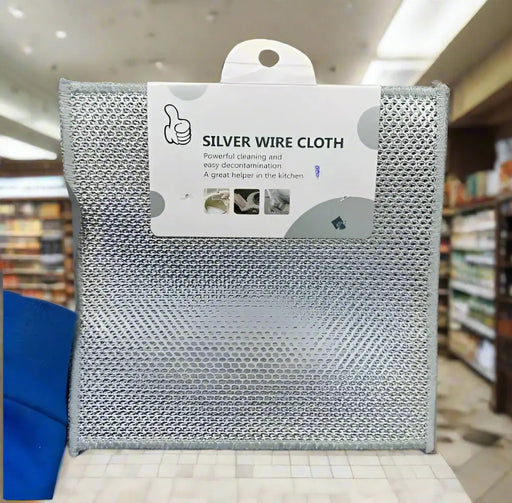 SILVER WIRE CLOTH
Powerful cleaning and
easy decontamination
A great helper in the kitchen